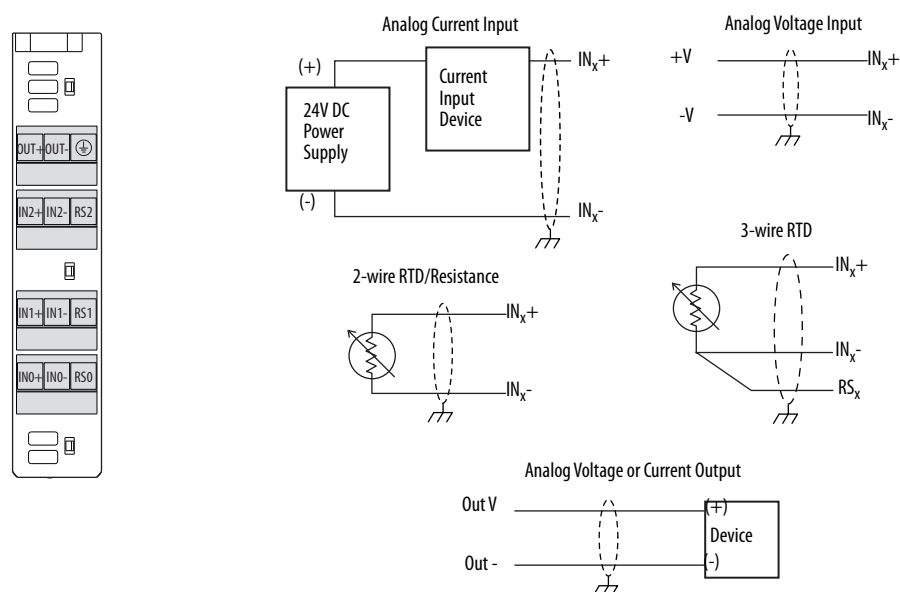 OUT+ OUT-
IN2+ IN2- RS2
IN1+ IN1- RS1
IN0+ IN0- RS0
Analog Current Input
(+)
24V DC
Power
Supply
(-)
Current
Input
Device
INx+
INx-
Analog Voltage Input
+V
-V
INx+
INx-
2-wire RTD/Resistance
INx+
INx-
3-wire RTD
INx+
INx-
RSx
Analog Voltage or Current Output
Out V
Out -
(+)
Device
(-)